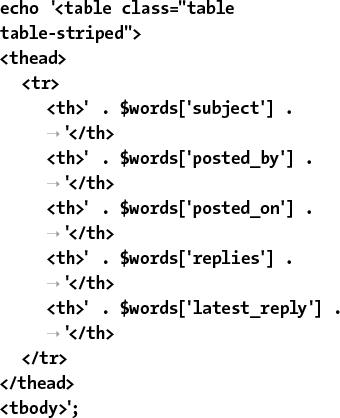 echo '<table class="table
table-striped">
<thead>
<tr>
<th>' . $words['subject'] .
→ '</th>
<th>' . $words['posted_by'] .
→ '</th>
<th>' . $words['posted_on'] .
→ '</th>
<th>' . $words['replies'] .
→ '</th>
<th>' . $words['latest_reply'] .
→ '</th>
</tr>
</thead>
<tbody>';